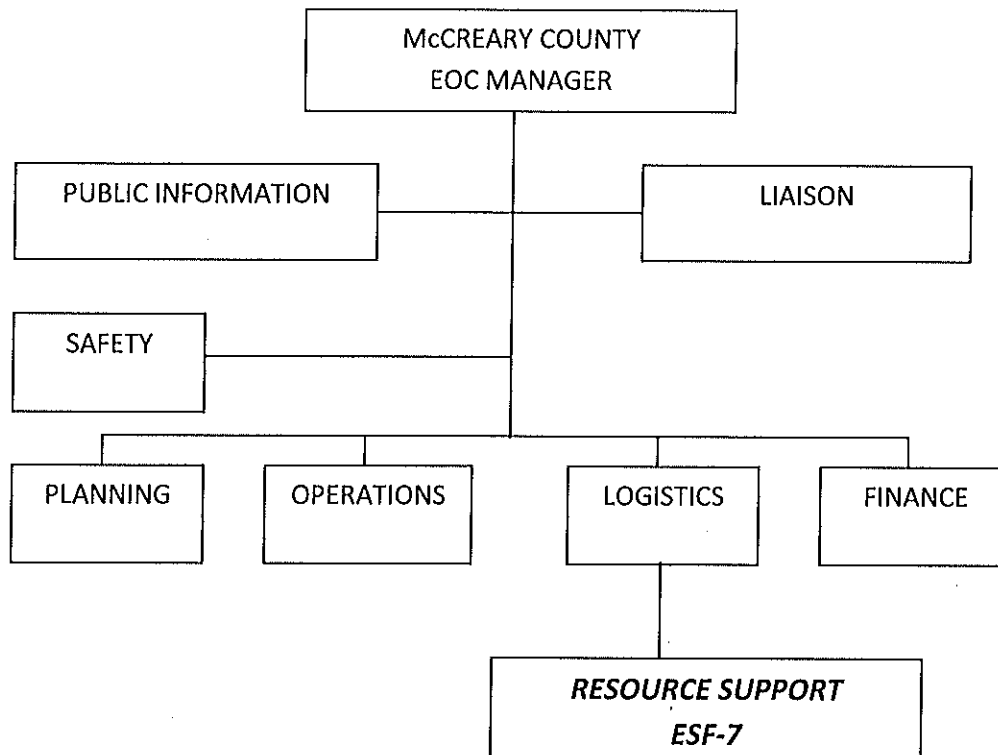 McCREARY COUNTY
EOC MANAGER
PUBLIC INFORMATION
LIAISON
SAFETY
PLANNING
OPERATIONS
LOGISTICS
FINANCE
RESOURCE SUPPORT
ESF-7